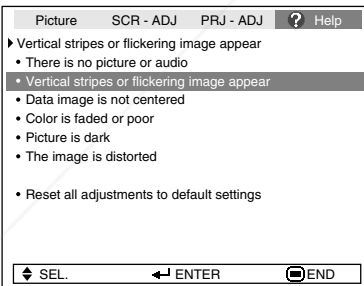 Picture SCR - ADJ PRJ - ADJ ? Help
Vertical stripes or flickering image appear
• There is no picture or audio
• Vertical stripes or flickering image appear
• Data image is not centered
• Color is faded or poor
• Picture is dark
• The image is distorted
• Reset all adjustments to default settings
SEL. ENTER END